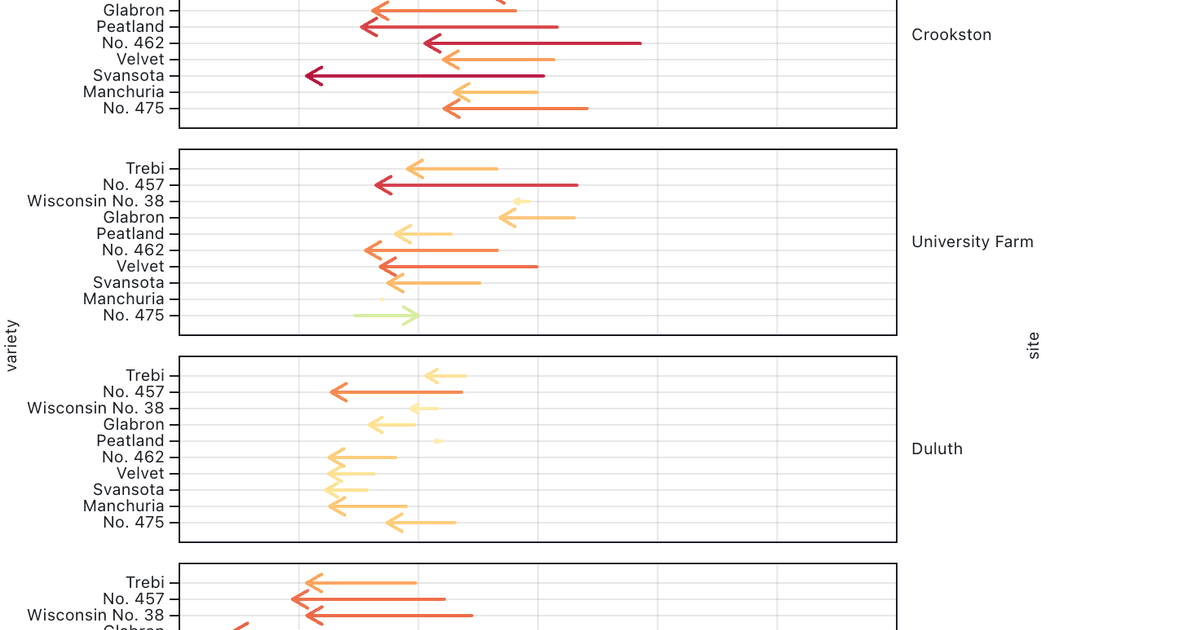 Glabron
Peatland
No. 462
Velvet
Svansota
Manchuria
No. 475
Crookston
Trebi
No. 457
Wisconsin No. 38
Glabron
Peatland
No. 462
Velvet
Svansota
Manchuria
No. 475
University Farm
variety
site
Trebi
No. 457
Wisconsin No. 38
Glabron
Peatland
No. 462
Velvet
Svansota
Manchuria
No. 475
Duluth
Trebi
No. 457
Wisconsin No. 38
Glabron